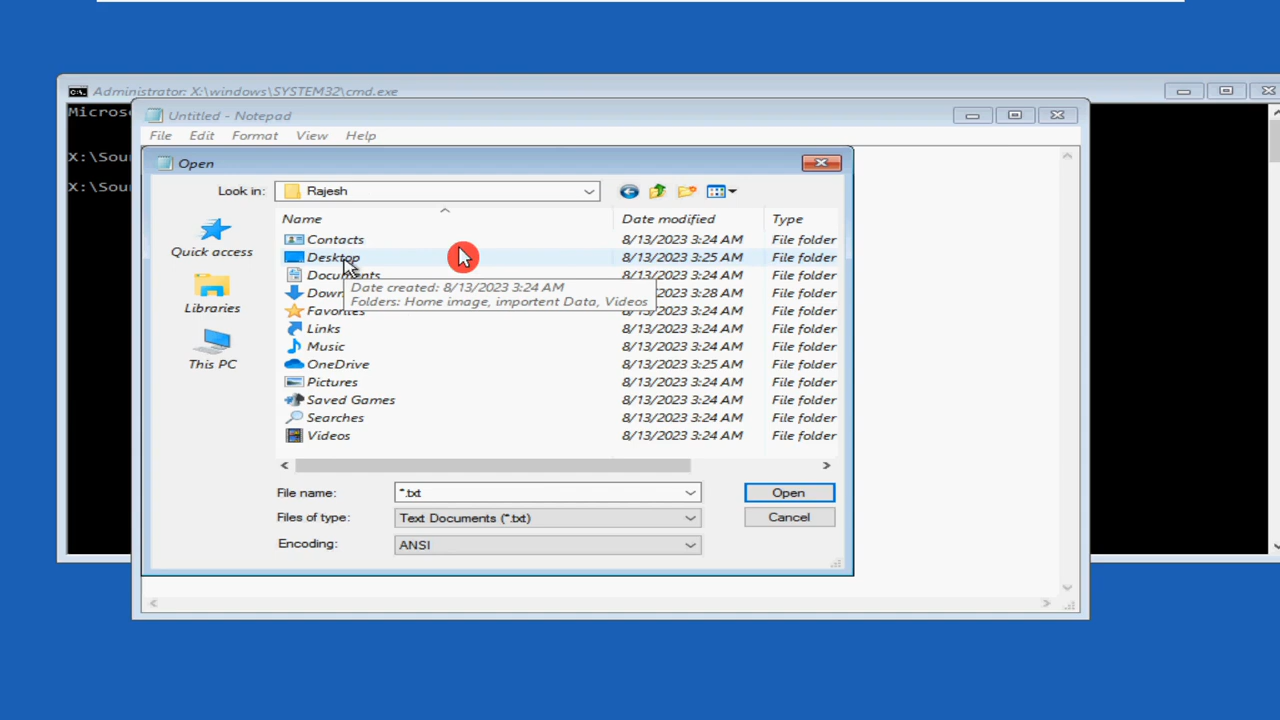 Administrator: X:\windows\SYSTEM32\cmd.exe
Untitled - Notepad
File Edit Format View Help
Open
Look in: Rajesh
Name Date modified Type
Contacts 8/13/2023 3:24 AM File folder
Desktop 8/13/2023 3:25 AM File folder
Documents 8/13/2023 3:24 AM File folder
8/13/2023 3:28 AM File folder
Date created: 8/13/2023 3:24 AM
Folders: Home image, importent Data, Videos
Favorites 8/13/2023 3:24 AM File folder
Links 8/13/2023 3:24 AM File folder
Music 8/13/2023 3:24 AM File folder
OneDrive 8/13/2023 3:25 AM File folder
Pictures 8/13/2023 3:24 AM File folder
Saved Games 8/13/2023 3:24 AM File folder
Searches 8/13/2023 3:24 AM File folder
Videos 8/13/2023 3:24 AM File folder
Quick access
Libraries
This PC
File name: *.txt Open
Files of type: Text Documents (*.txt) Cancel
Encoding: ANSI